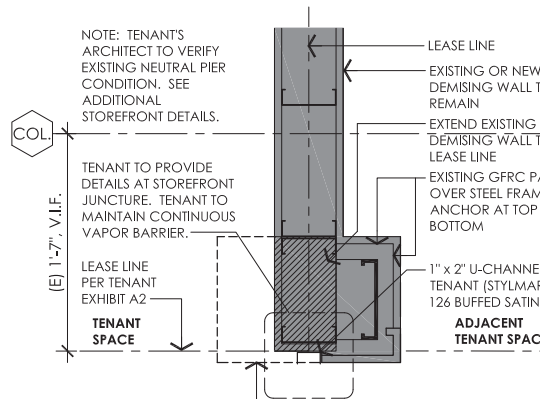 NOTE: TENANT'S
ARCHITECT TO VERIFY
EXISTING NEUTRAL PIER
CONDITION. SEE
ADDITIONAL
STOREFRONT DETAILS.
LEASE LINE
EXISTING OR NEW
DEMISING WALL T
REMAIN
COL.
EXTEND EXISTING
DEMISING WALL T
LEASE LINE
TENANT TO PROVIDE
DETAILS AT STOREFRONT
JUNCTURE. TENANT TO
MAINTAIN CONTINUOUS
VAPOR BARRIER.
EXISTING GFRC PA
OVER STEEL FRAM
ANCHOR AT TOP
BOTTOM
(E) 1'-7", V.I.F.
LEASE LINE
PER TENANT
EXHIBIT A2
1" x 2" U-CHANNE
TENANT (STYLMAR
126 BUFFED SATIN
TENANT
SPACE
ADJACENT
TENANT SPAC